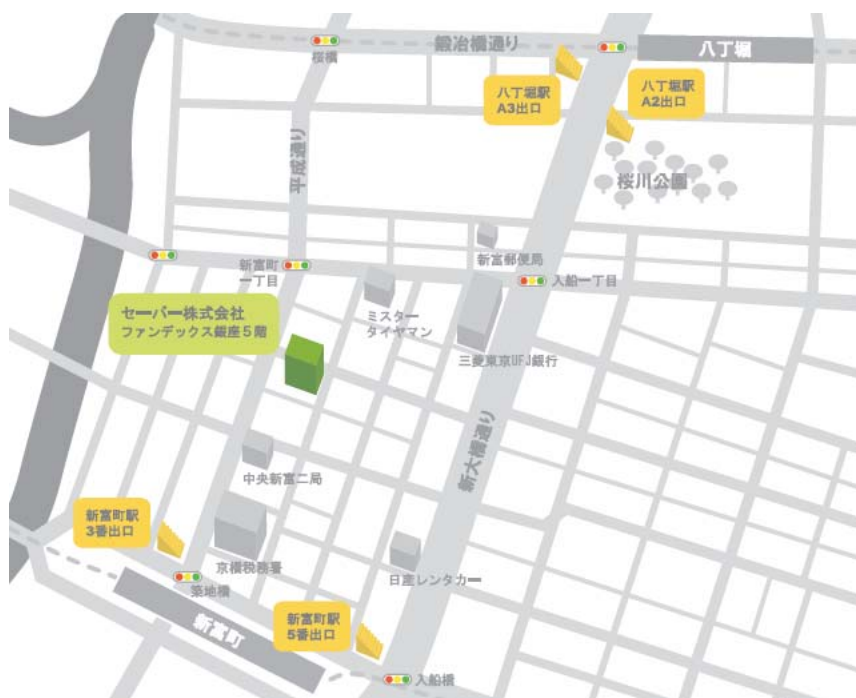 鍛冶橋通り
八丁堀
桜橋
八丁堀駅
A3出口
八丁堀駅
A2出口
平成通り
桜川公園
新富郵便局
新富町
一丁目
入船一丁目
セーバー株式会社
ファンデックス銀座5階
ミスター
タイヤマン
三菱東京UFJ銀行
新大橋通り
中央新富二局
新富町駅
3番出口
京橋税務署
日産レンタカー
築地橋
新富町
新富町駅
5番出口
入船橋